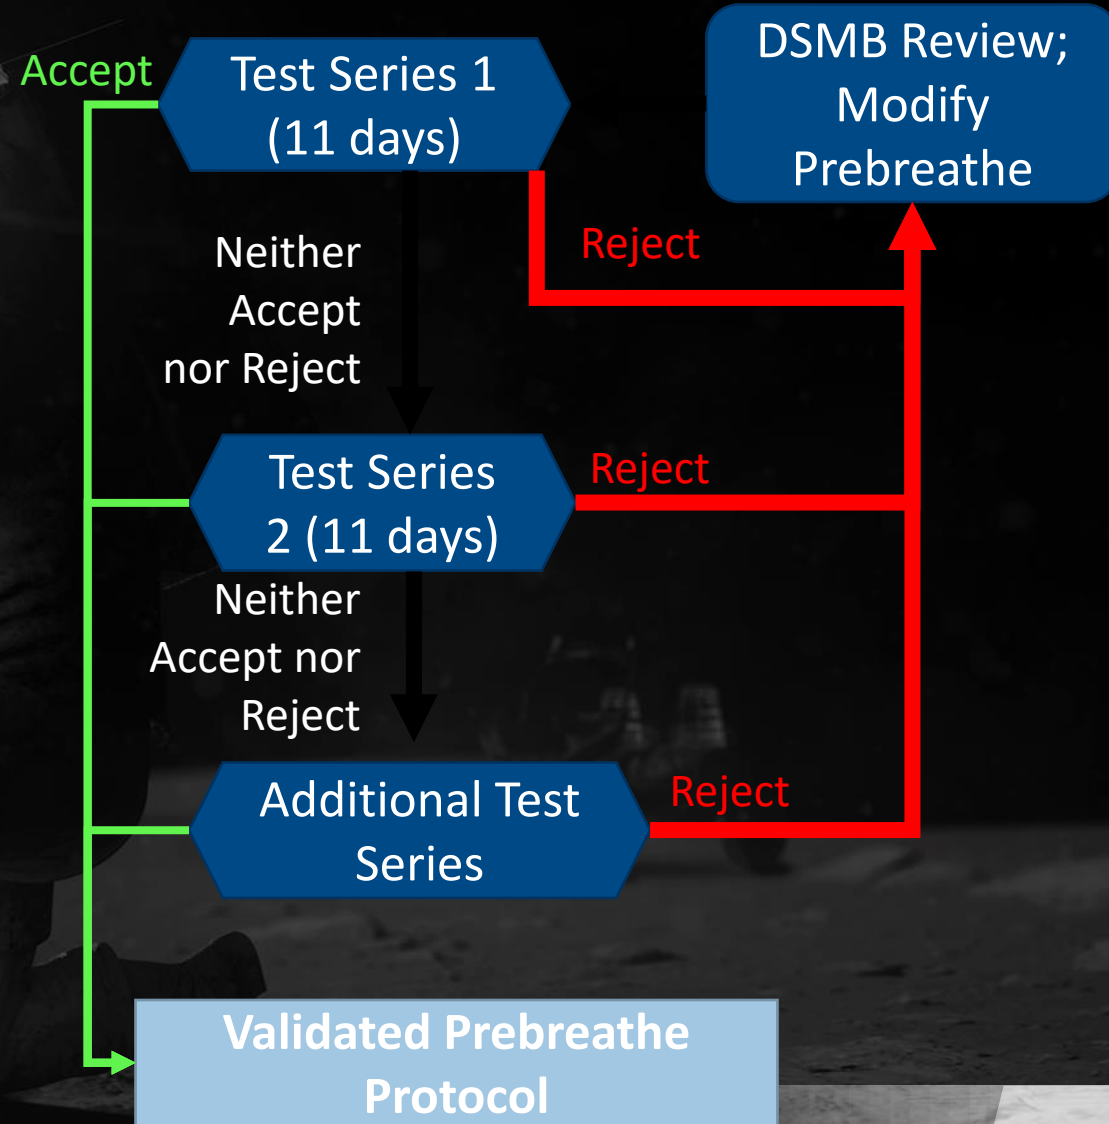 Accept
Test Series 1
(11 days)
DSMB Review;
Modify
Prebreathe
Neither
Accept
nor Reject
Reject
Test Series
2 (11 days)
Reject
Neither
Accept nor
Reject
Additional Test
Series
Reject
Validated Prebreathe
Protocol